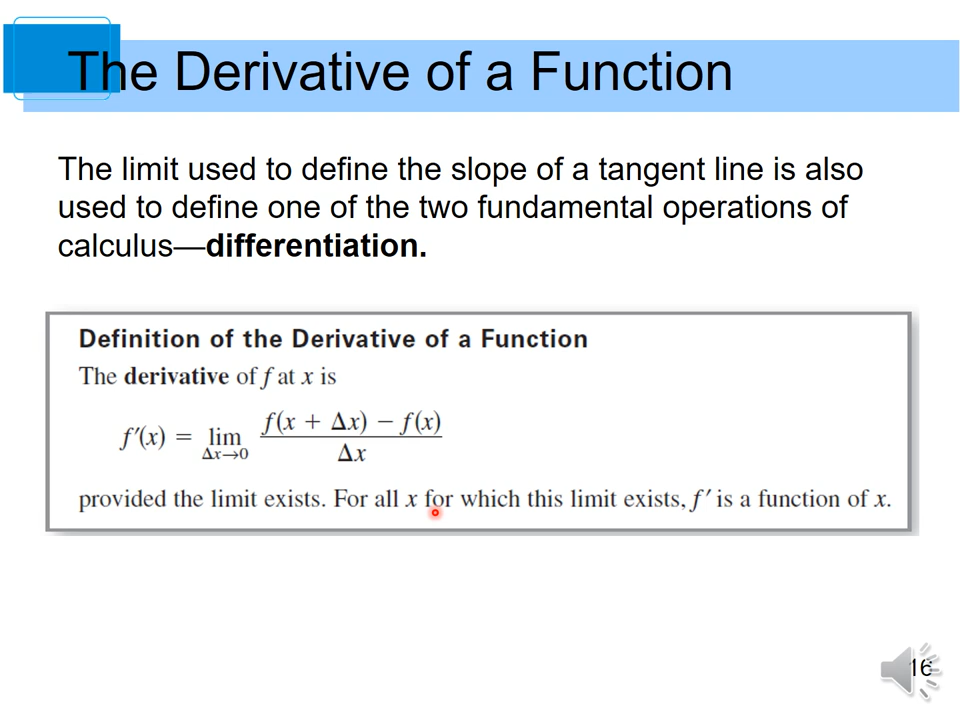 The Derivative of a Function
The limit used to define the slope of a tangent line is also
used to define one of the two fundamental operations of
calculus—differentiation.
Definition of the Derivative of a Function
The derivative of f at x is
f′(x) = lim Δx→0 f(x + Δx) − f(x) / Δx
provided the limit exists. For all x for which this limit exists, f′ is a function of x.
16